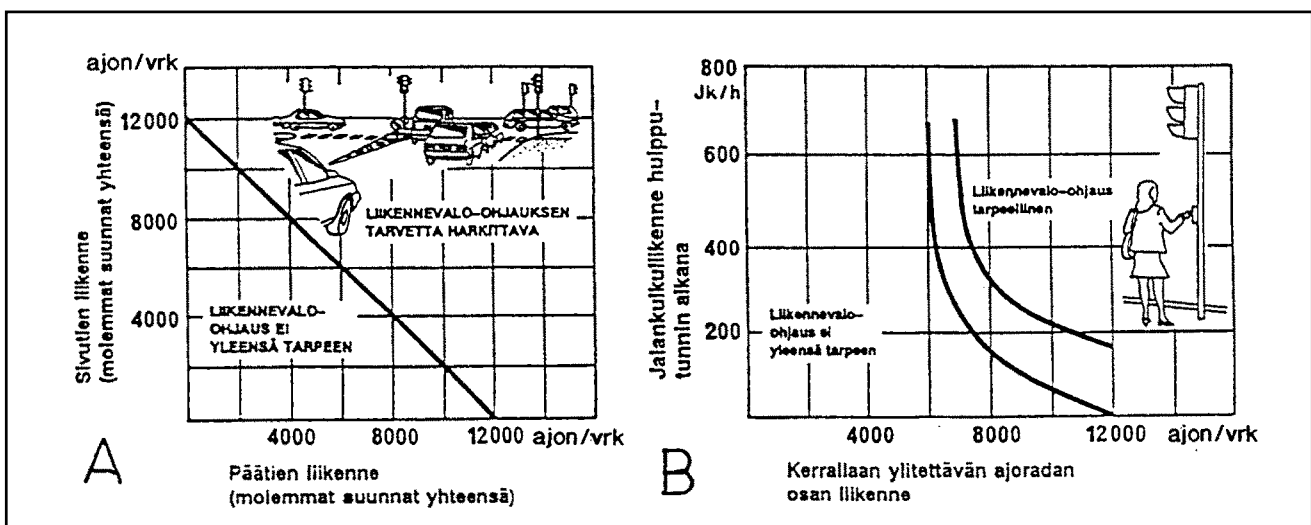 ajon/vrk
Sivutien liikenne
(molemmat suunnat yhteensä)
12000
8000
4000
LIIKENNEVALO-OHJAUKSEN
TARVETTA HARKITTAVA
LIIKENNEVALO-
OHJAUS EI
YLEENSÄ TARPEEN
4000
8000
12000
ajon/vrk
A
Päätien liikenne
(molemmat suunnat yhteensä)
Jalankulkuliikenne huippu-
tunnin aikana
800
Jk/h
600
400
200
Liikennevalo-ohjaus
tarpeellinen
Liikennevalo-
ohjaus ei
yleensä tarpeen
4000
8000
12000
ajon/vrk
B
Kerrallaan ylitettävän ajoradan
osan liikenne